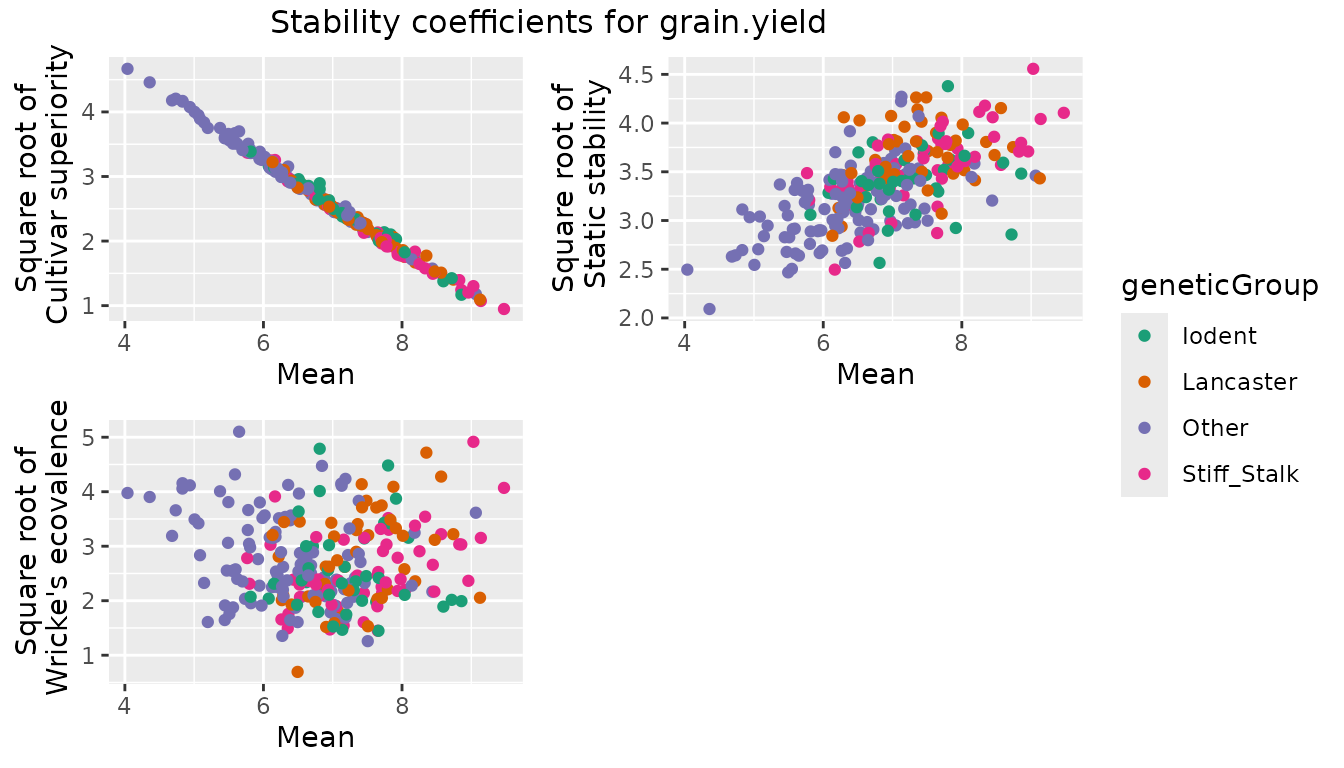 Stability coefficients for grain.yield
Square root of
Cultivar superiority
4
3
2
1
4 6 8
Mean
Square root of
Static stability
4.5
4.0
3.5
3.0
2.5
2.0
4 6 8
Mean
Square root of
Wricke's ecovalence
5
4
3
2
1
4 6 8
Mean
geneticGroup
Iodent
Lancaster
Other
Stiff_Stalk